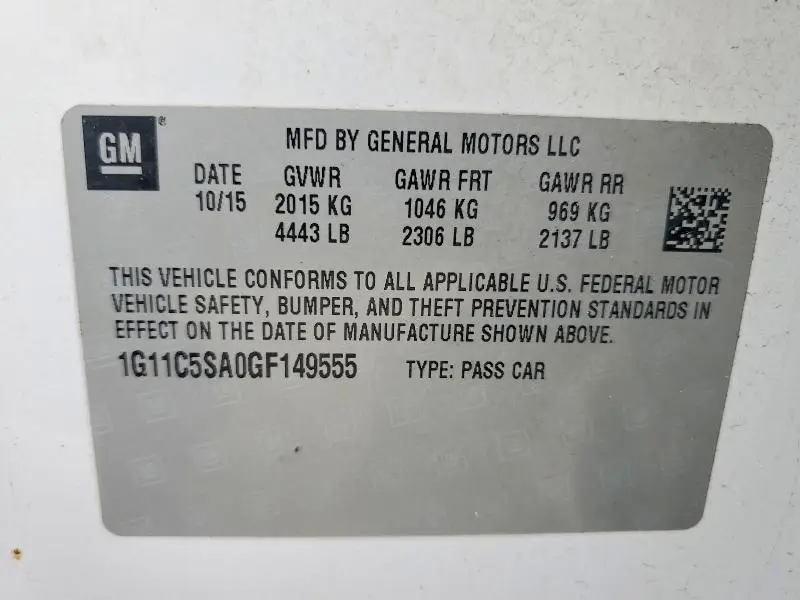 GM®
MFD BY GENERAL MOTORS LLC
DATE GVWR GAWR FRT GAWR RR
10/15 2015 KG 1046 KG 969 KG
4443 LB 2306 LB 2137 LB
THIS VEHICLE CONFORMS TO ALL APPLICABLE U.S. FEDERAL MOTOR
VEHICLE SAFETY, BUMPER, AND THEFT PREVENTION STANDARDS IN
EFFECT ON THE DATE OF MANUFACTURE SHOWN ABOVE.
1G11C5SA0GF149555 TYPE: PASS CAR